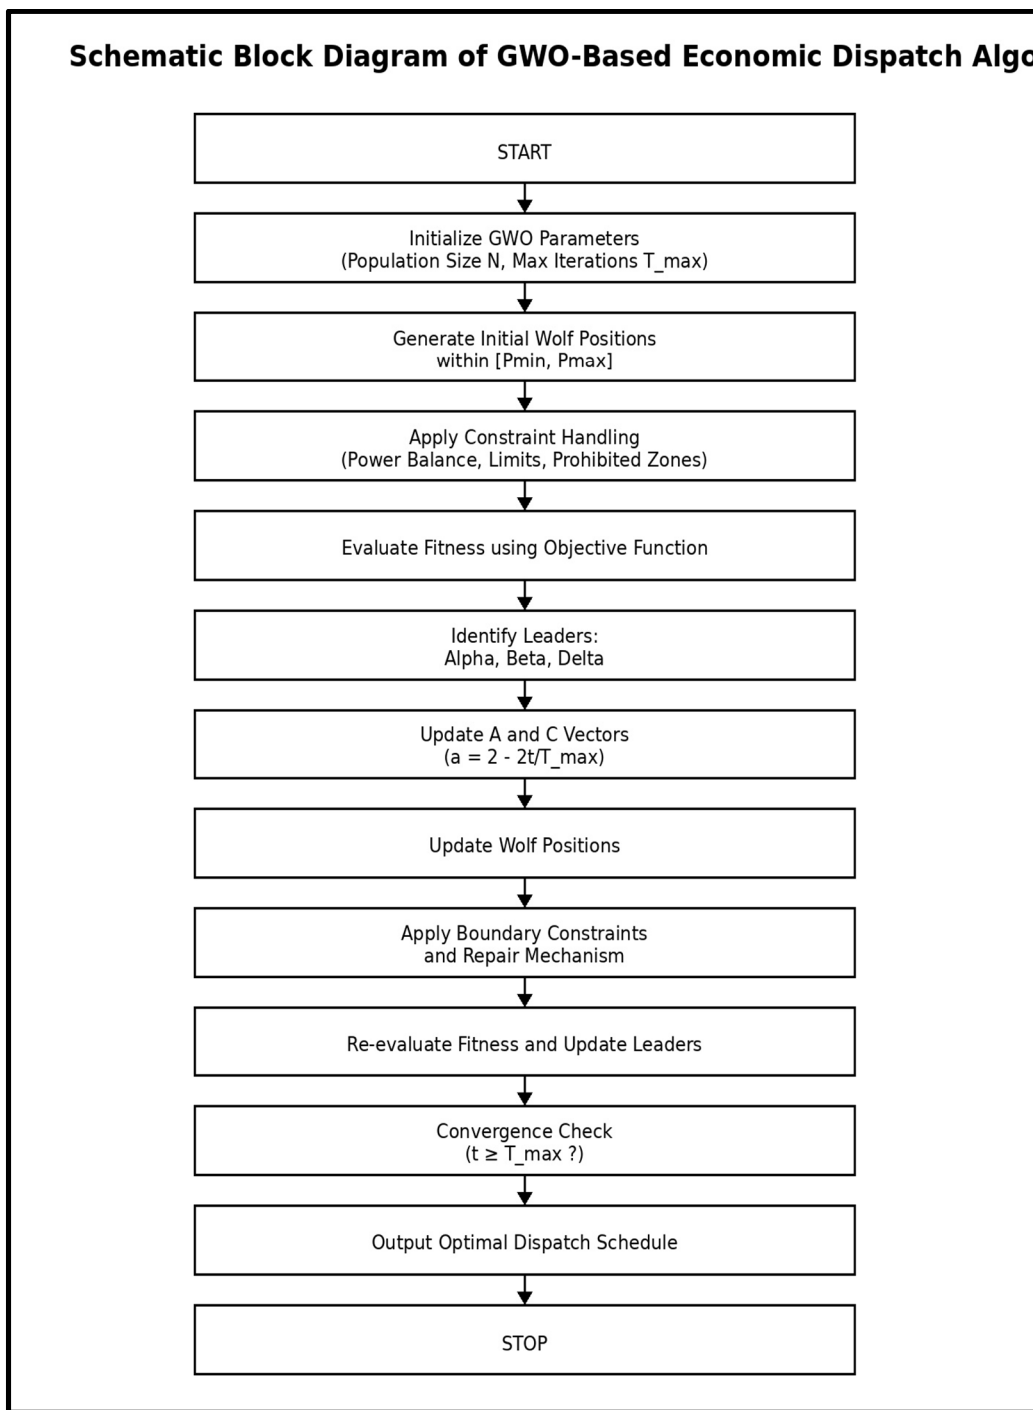 Schematic Block Diagram of GWO-Based Economic Dispatch Algo
START
Initialize GWO Parameters
(Population Size N, Max Iterations T_max)
Generate Initial Wolf Positions
within [Pmin, Pmax]
Apply Constraint Handling
(Power Balance, Limits, Prohibited Zones)
Evaluate Fitness using Objective Function
Identify Leaders:
Alpha, Beta, Delta
Update A and C Vectors
(a = 2 - 2t/T_max)
Update Wolf Positions
Apply Boundary Constraints
and Repair Mechanism
Re-evaluate Fitness and Update Leaders
Convergence Check
(t ≥ T_max ?)
Output Optimal Dispatch Schedule
STOP